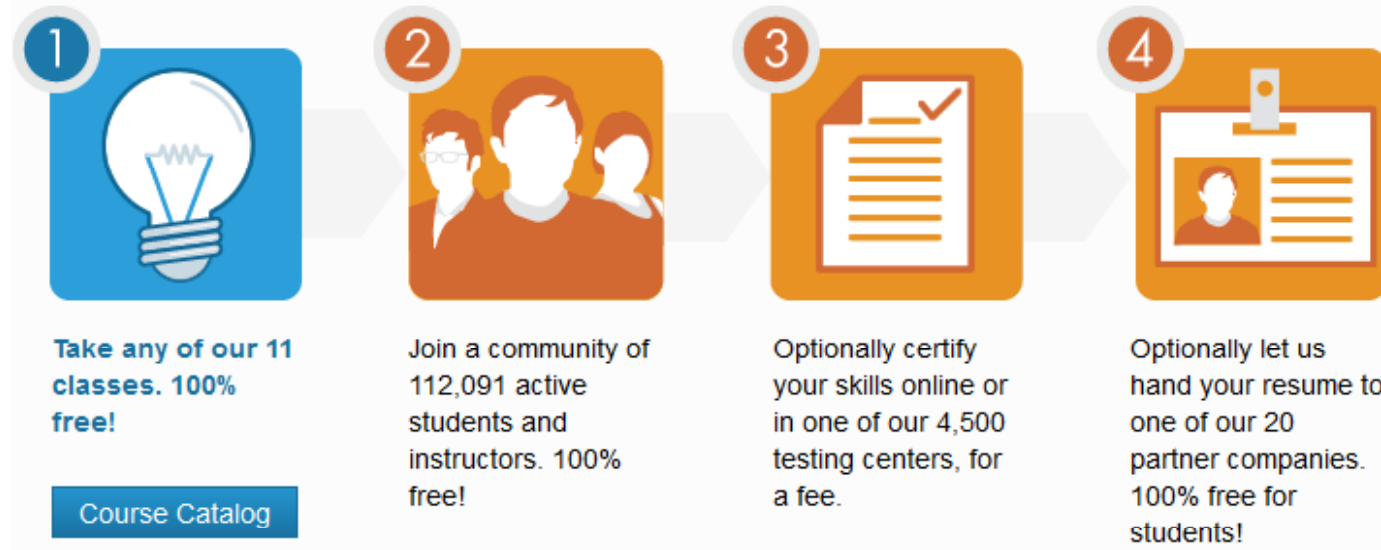 1
Take any of our 11
classes. 100%
free!
Course Catalog
2
Join a community of
112,091 active
students and
instructors. 100%
free!
3
Optionally certify
your skills online or
in one of our 4,500
testing centers, for
a fee.
4
Optionally let us
hand your resume to
one of our 20
partner companies.
100% free for
students!